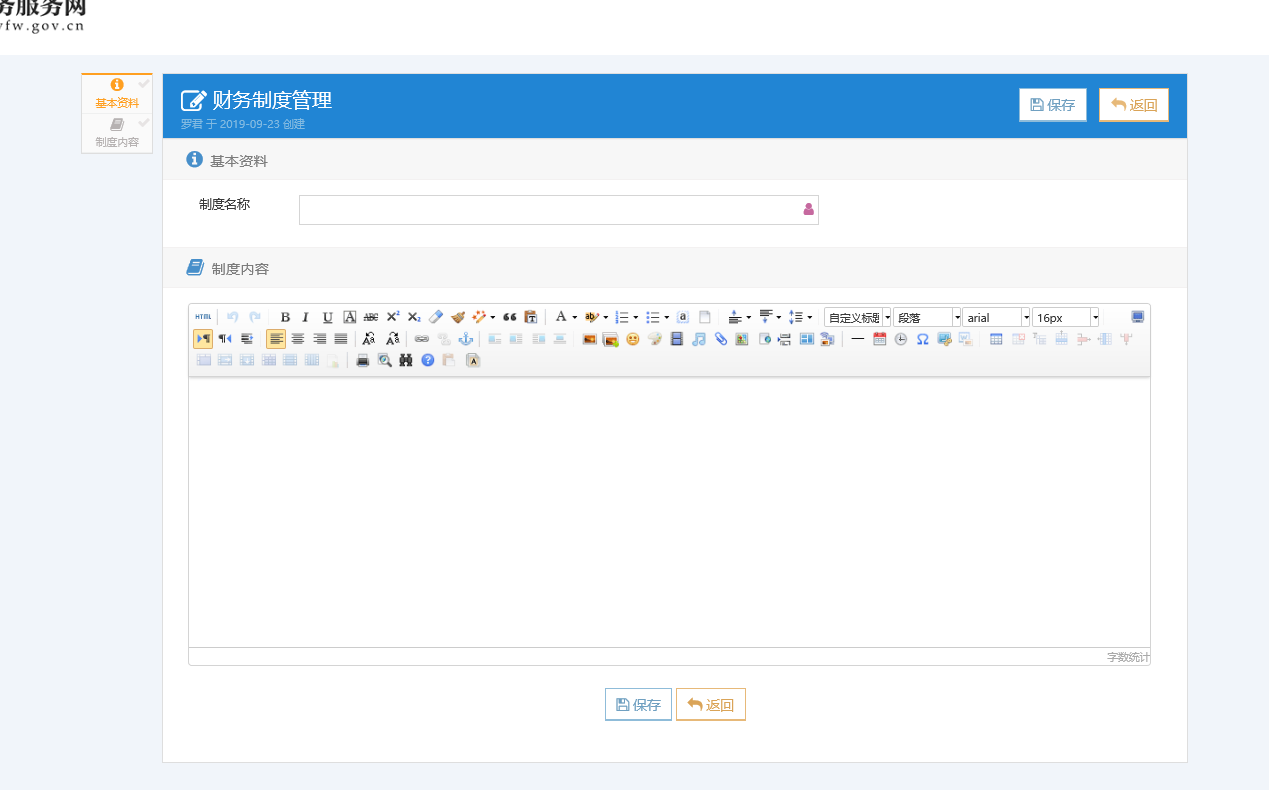 务服务网
fw.gov.cn
基本资料
制度内容
财务制度管理
罗君 于 2019-09-23 创建
保存
返回
基本资料
制度名称
制度内容
HTML
自定义标题 段落 arial 16px
字数统计
保存 返回